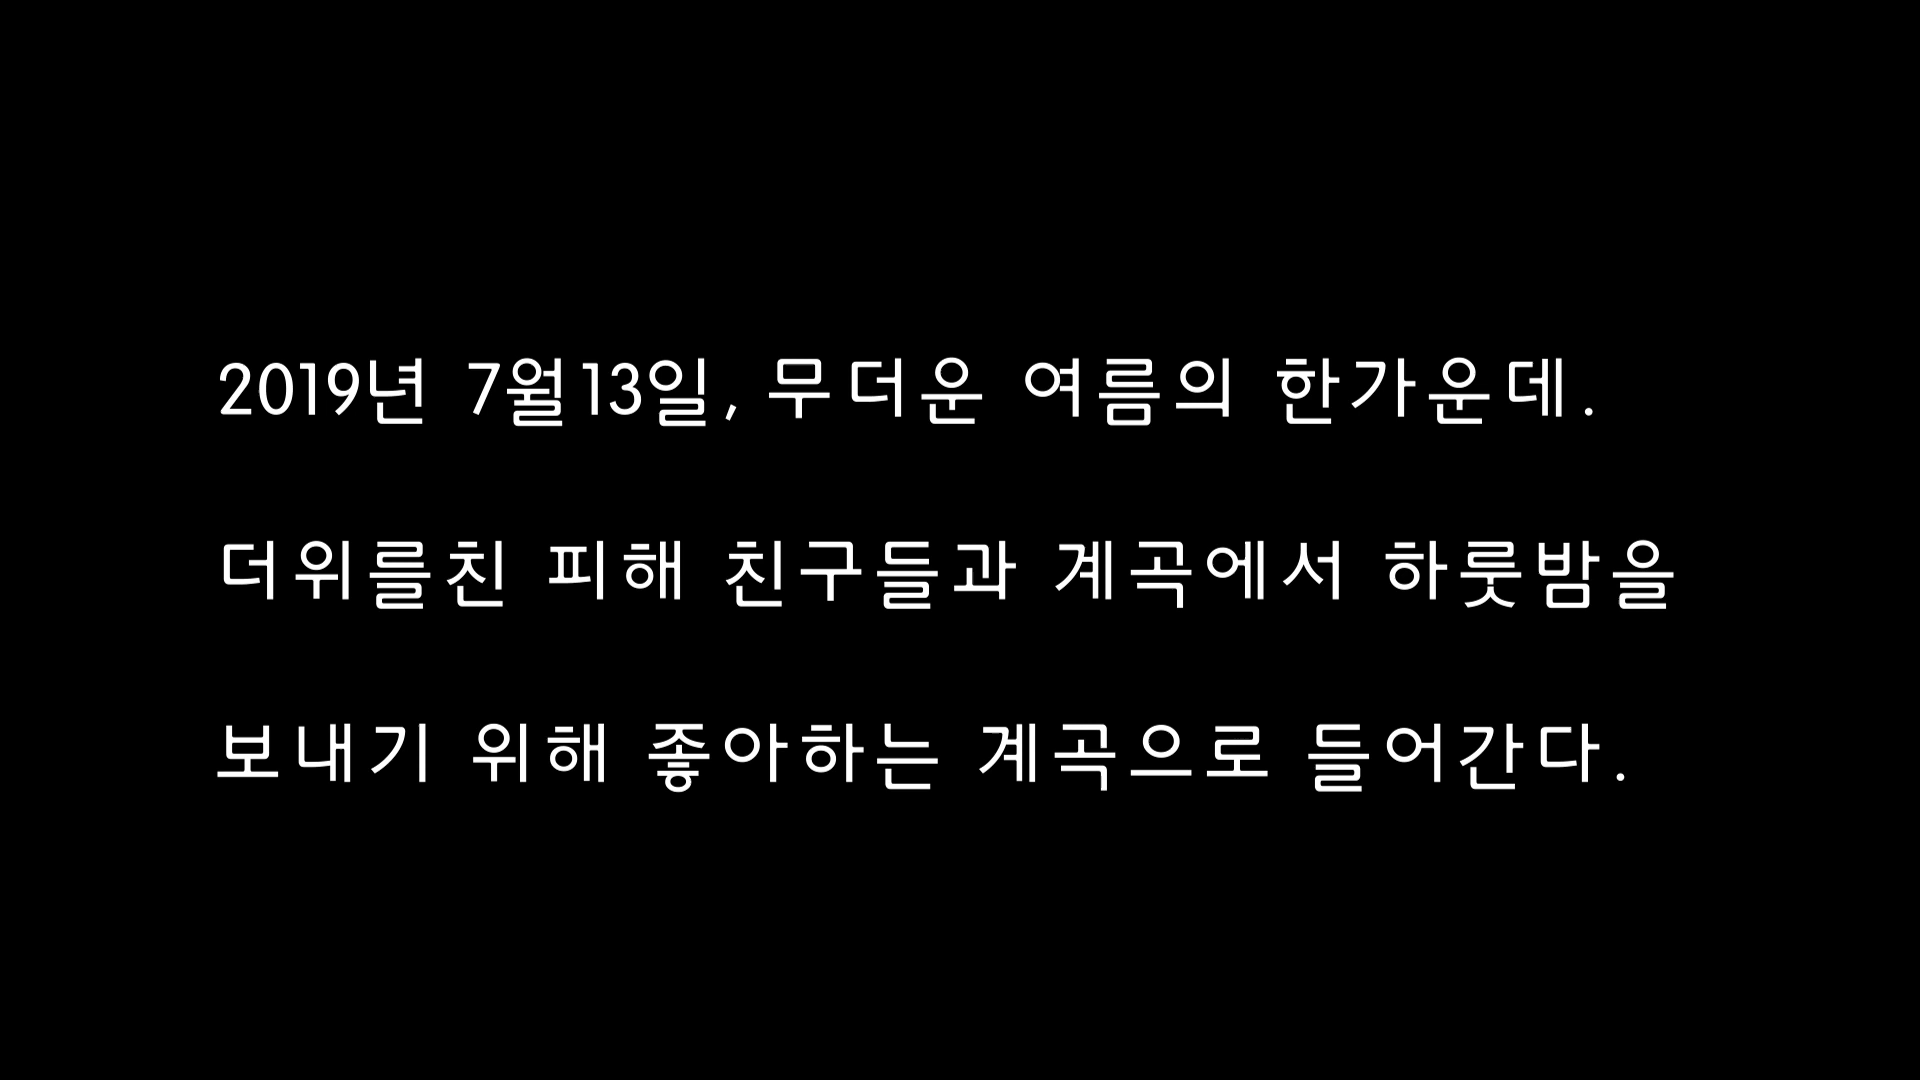 2019년 7월13일, 무더운 여름의 한가운데.
더위를친 피해 친구들과 계곡에서 하룻밤을
보내기 위해 좋아하는 계곡으로 들어간다.